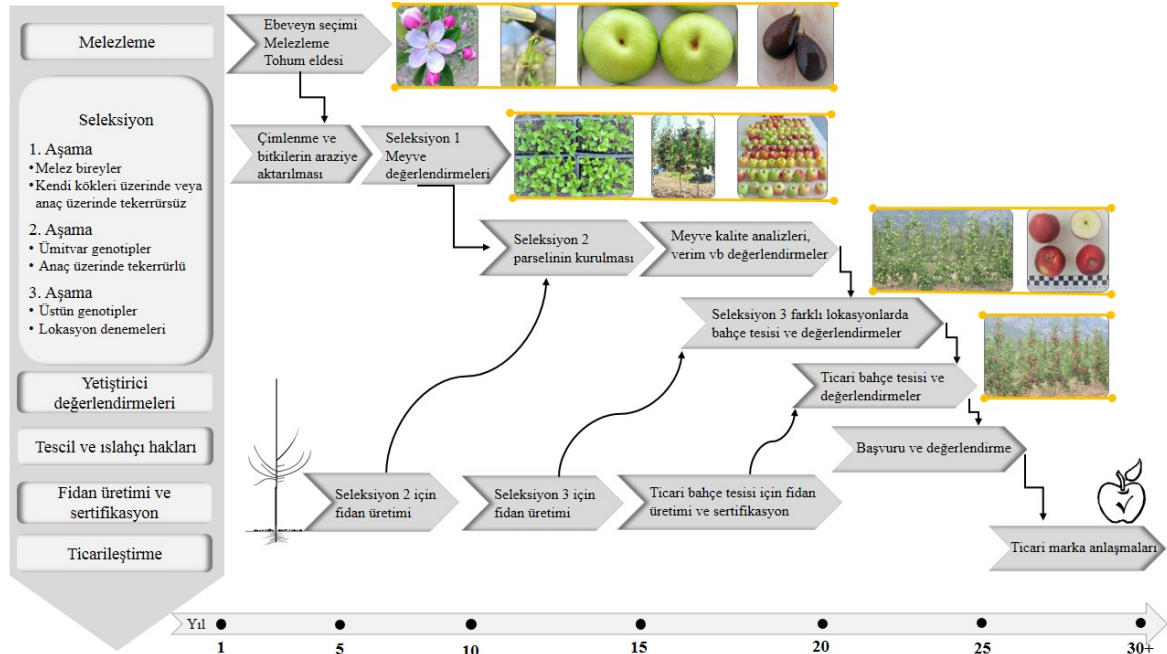 Melezleme
Seleksiyon
1. Aşama
•Melez bireyler
•Kendi kökleri üzerinde veya
anaç üzerinde tekerrürsüz
2. Aşama
• Ümitvar genotipler
• Anaç üzerinde tekerrürlü
3. Aşama
• Üstün genotipler
• Lokasyon denemeleri
Yetiştirici
değerlendirmeleri
Tescil ve ıslahçı hakları
Fidan üretimi ve
sertifikasyon
Ticarileştirme
Ebeveyn seçimi
Melezleme
Tohum eldesi
Çimlenme ve
bitkilerin araziye
aktarılması
Seleksiyon 1
Meyve
değerlendirmeleri
Seleksiyon 2
parselinin kurulması
Meyve kalite analizleri,
verim vb değerlendirmeler
Seleksiyon 3 farklı lokasyonlarda
bahçe tesisi ve değerlendirmeler
Ticari bahçe tesisi ve
değerlendirmeler
Başvuru ve değerlendirme
Seleksiyon 2 için
fidan üretimi
Seleksiyon 3 için
fidan üretimi
Ticari bahçe tesisi için fidan
üretimi ve sertifikasyon
Ticari marka anlaşmaları
Yıl
1
5
10
15
20
25
30+